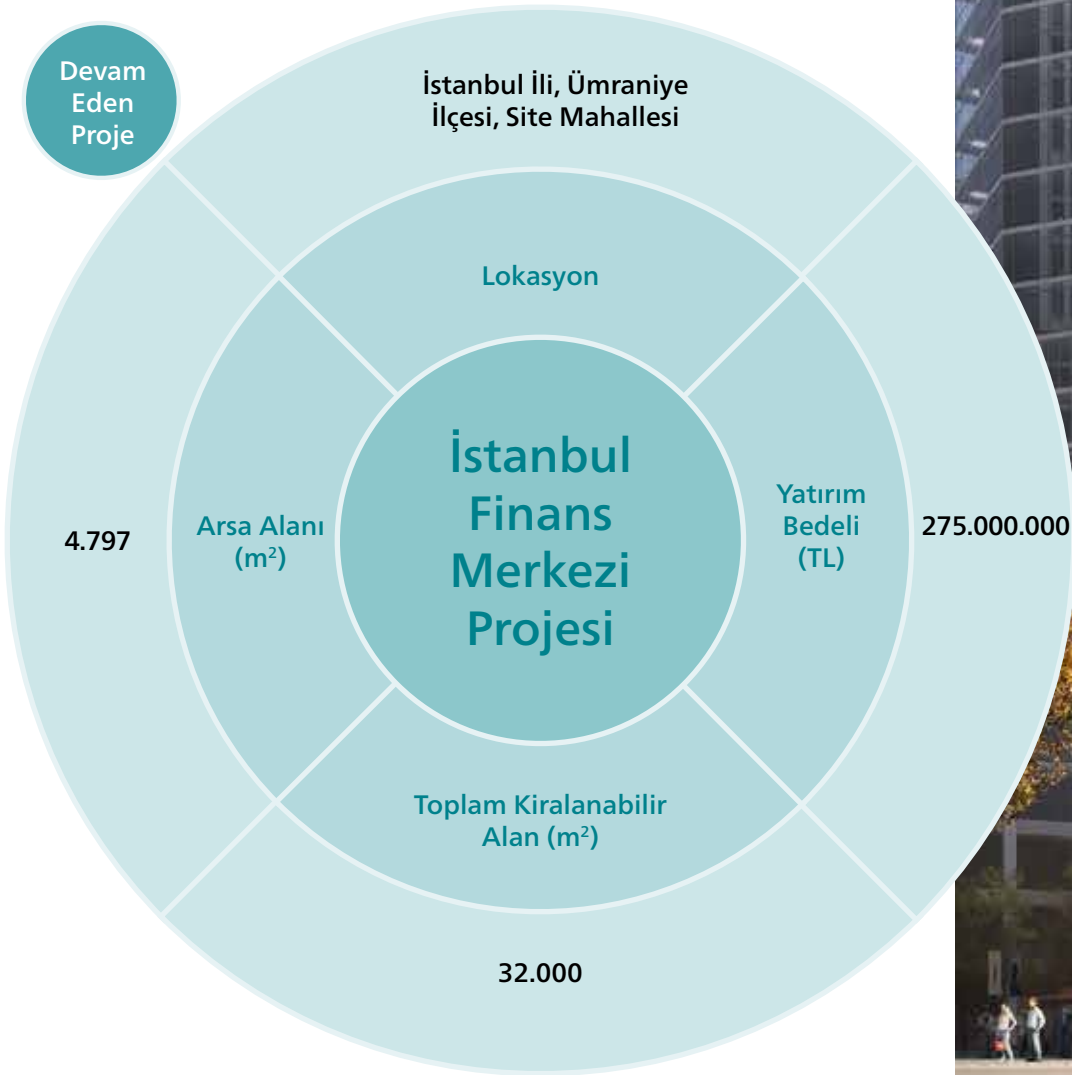 Devam
Eden
Proje
İstanbul İli, Ümraniye
İlçesi, Site Mahallesi
Lokasyon
İstanbul
Finans
Merkezi
Projesi
Arsa Alanı
(m²)
4.797
Yatırım
Bedeli
(TL)
275.000.000
Toplam Kiralanabilir
Alan (m²)
32.000